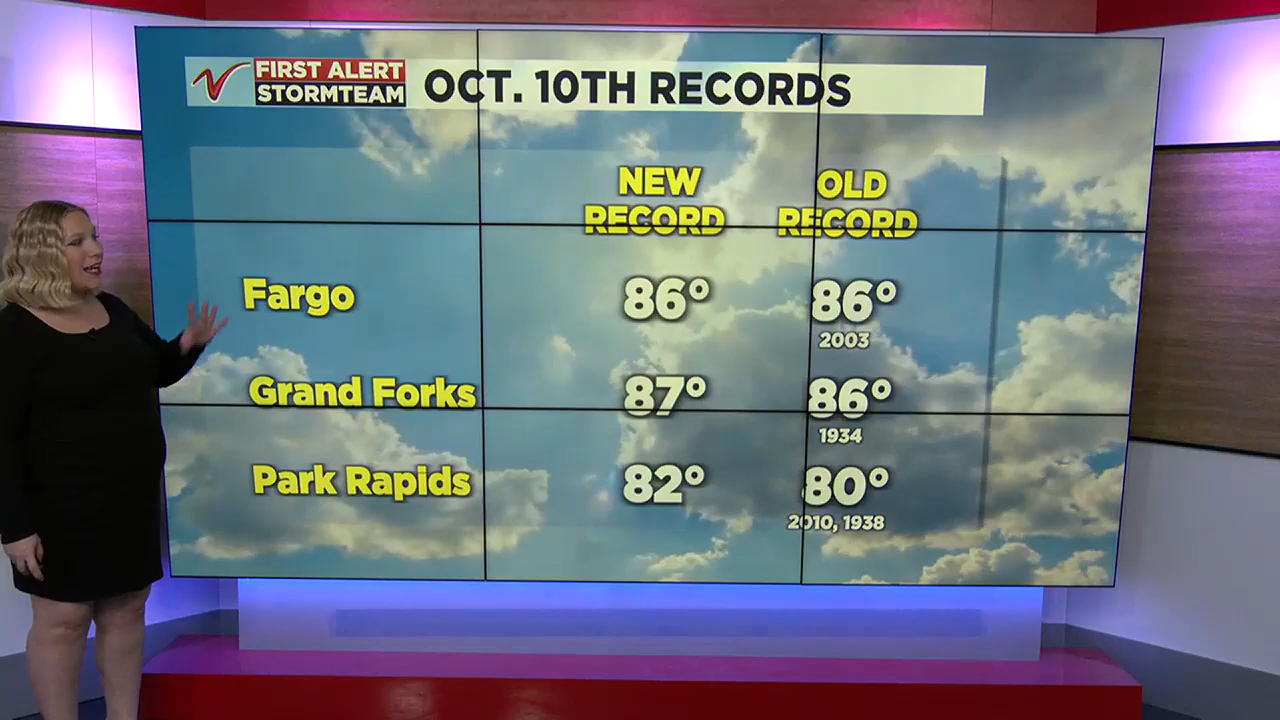 FIRST ALERT
STORMTEAM
OCT. 10TH RECORDS
NEW
RECORD
OLD
RECORD
Fargo
86°
86°
2003
Grand Forks
87°
86°
1934
Park Rapids
82°
80°
2010, 1938